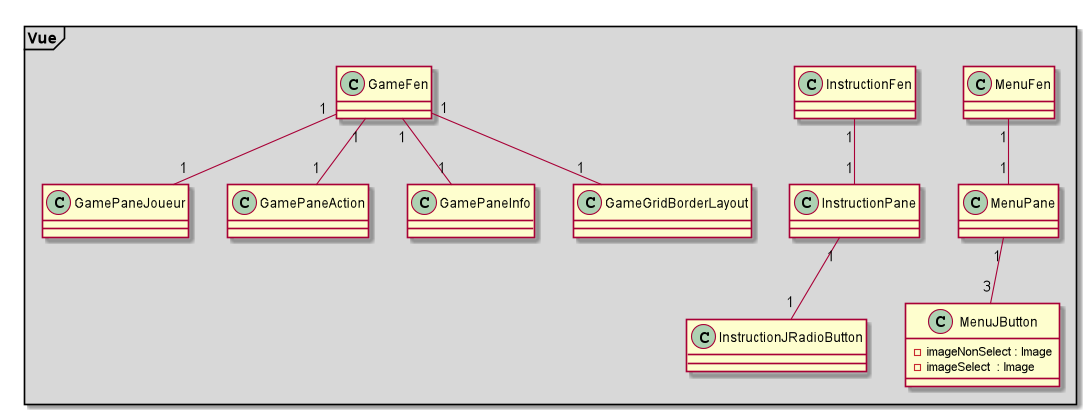 Vue
C GameFen
C InstructionFen
C MenuFen
1
1
1
1
1
1
1
1
1
1
1
1
C GamePaneJoueur
C GamePaneAction
C GamePaneInfo
C GameGridBorderLayout
C InstructionPane
C MenuPane
1
1
1
3
C InstructionJRadioButton
C MenuJButton
imageNonSelect : Image
imageSelect : Image